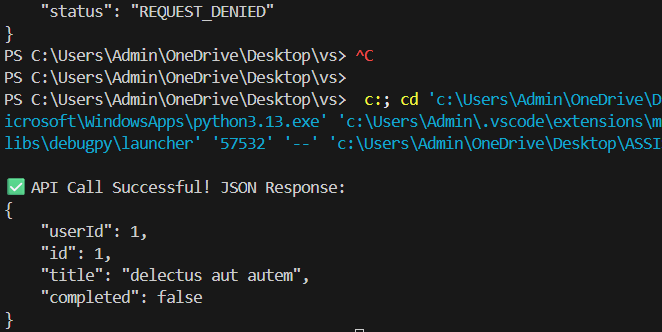 "status": "REQUEST_DENIED"
}
PS C:\Users\Admin\OneDrive\Desktop\vs> ^C
PS C:\Users\Admin\OneDrive\Desktop\vs>
PS C:\Users\Admin\OneDrive\Desktop\vs>  c:; cd 'c:\Users\Admin\OneDrive\D
icrosoft\WindowsApps\python3.13.exe' 'c:\Users\Admin\.vscode\extensions\m
libs\debugpy\launcher' '57532' '--' 'c:\Users\Admin\OneDrive\Desktop\ASSI
✅ API Call Successful! JSON Response:
{
    "userId": 1,
    "id": 1,
    "title": "delectus aut autem",
    "completed": false
}